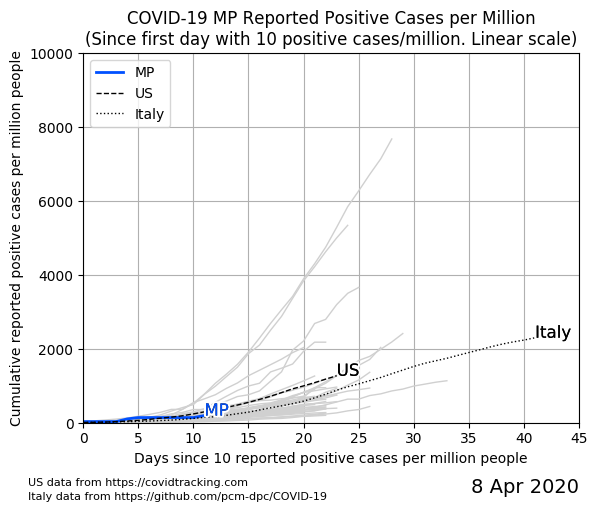 COVID-19 MP Reported Positive Cases per Million
(Since first day with 10 positive cases/million. Linear scale)
Cumulative reported positive cases per million people
10000
8000
6000
4000
2000
0
MP
US
Italy
Italy
US
MP
0 5 10 15 20 25 30 35 40 45
Days since 10 reported positive cases per million people
US data from https://covidtracking.com
Italy data from https://github.com/pcm-dpc/COVID-19
8 Apr 2020